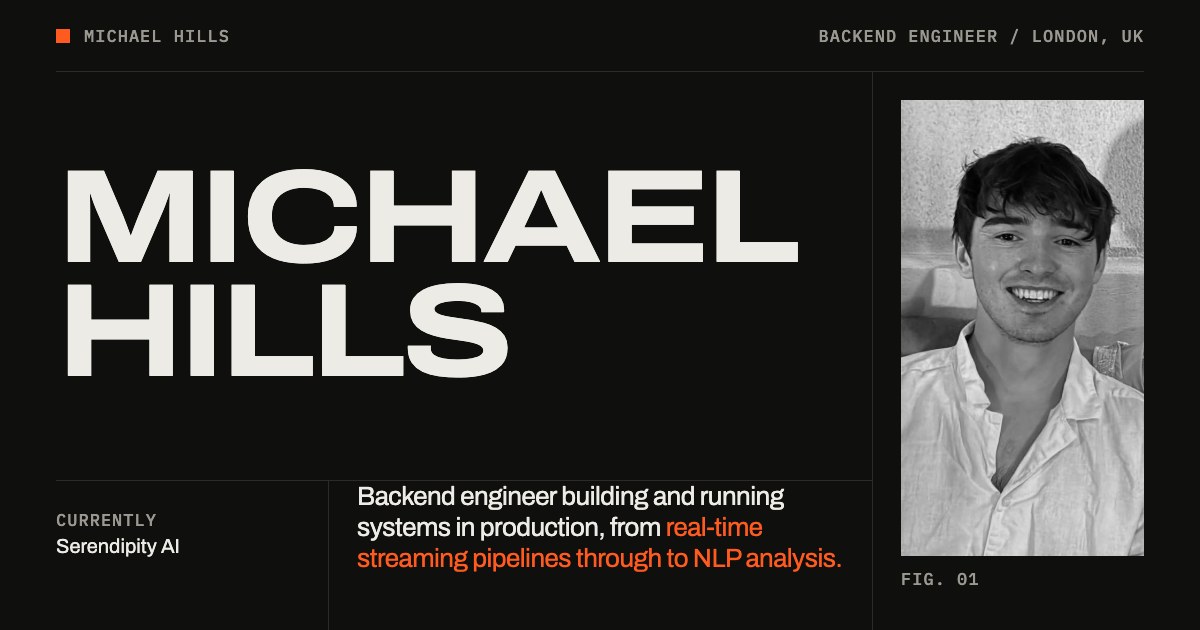 MICHAEL HILLS
BACKEND ENGINEER / LONDON, UK
MICHAEL
HILLS
CURRENTLY
Serendipity AI
Backend engineer building and running
systems in production, from real-time
streaming pipelines through to NLP analysis.
FIG. 01